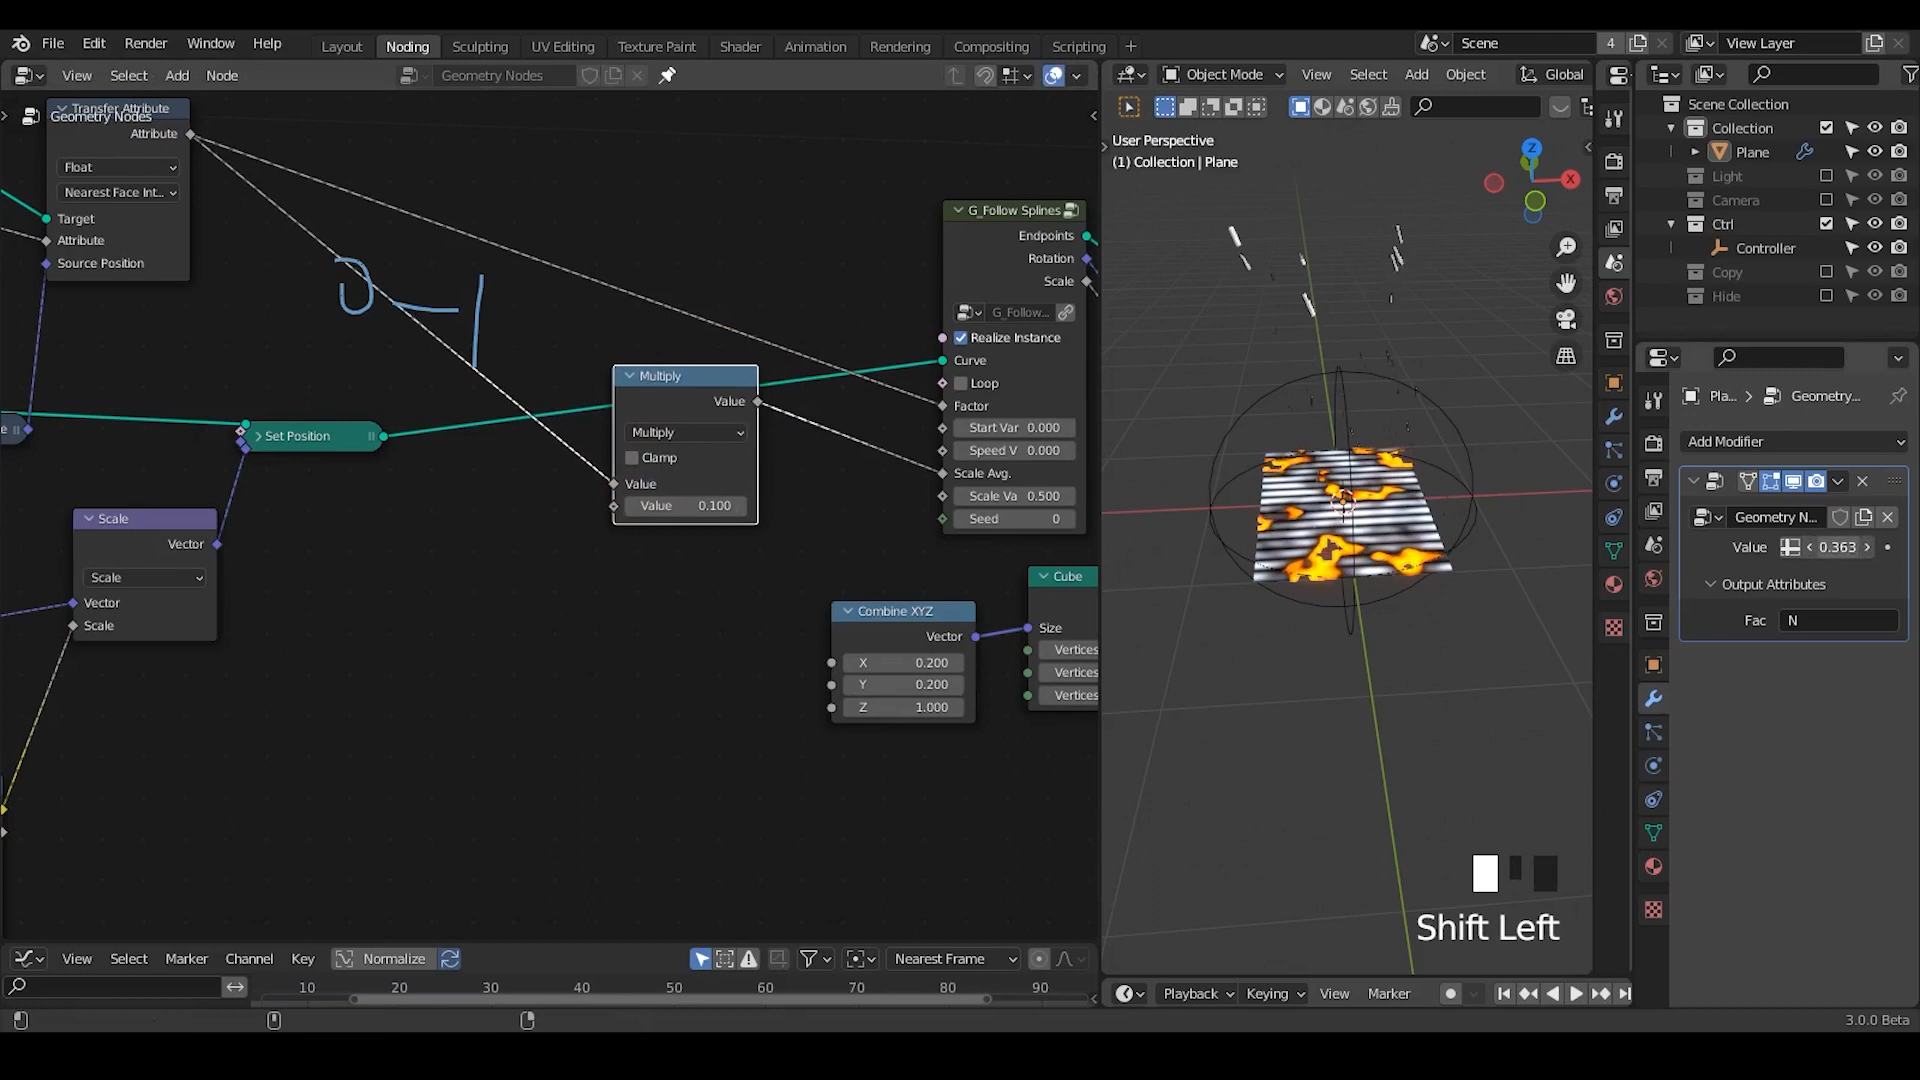 File Edit Render Window Help
Layout Noding Sculpting UV Editing Texture Paint Shader Animation Rendering Compositing Scripting +
Scene 4 View Layer
View Select Add Node Geometry Nodes
Object Mode View Select Add Object Global
Geometry Nodes
Transfer Attribute
Attribute
Float
Nearest Face Int...
Target
Attribute
Source Position
Set Position
Scale
Vector
Scale
Vector
Scale
Multiply
Value
Multiply
Clamp
Value
Value 0.100
G_Follow Splines
Endpoints
Rotation
Scale
G_Follow...
Realize Instance
Curve
Loop
Factor
Start Var 0.000
Speed V 0.000
Scale Avg.
Scale Va 0.500
Seed 0
Combine XYZ
Vector
X 0.200
Y 0.200
Z 1.000
Cube
Size
Vertices
Vertices
Vertices
User Perspective
(1) Collection | Plane
Z
X
Shift Left
Scene Collection
Collection
Plane
Light
Camera
Ctrl
Controller
Copy
Hide
Pla... > Geometry...
Add Modifier
Geometry N...
Value 0.363
Output Attributes
Fac N
View Select Marker Channel Key Normalize Nearest Frame
10 20 30 40 50 60 70 80 90
Playback Keying View Marker
3.0.0 Beta